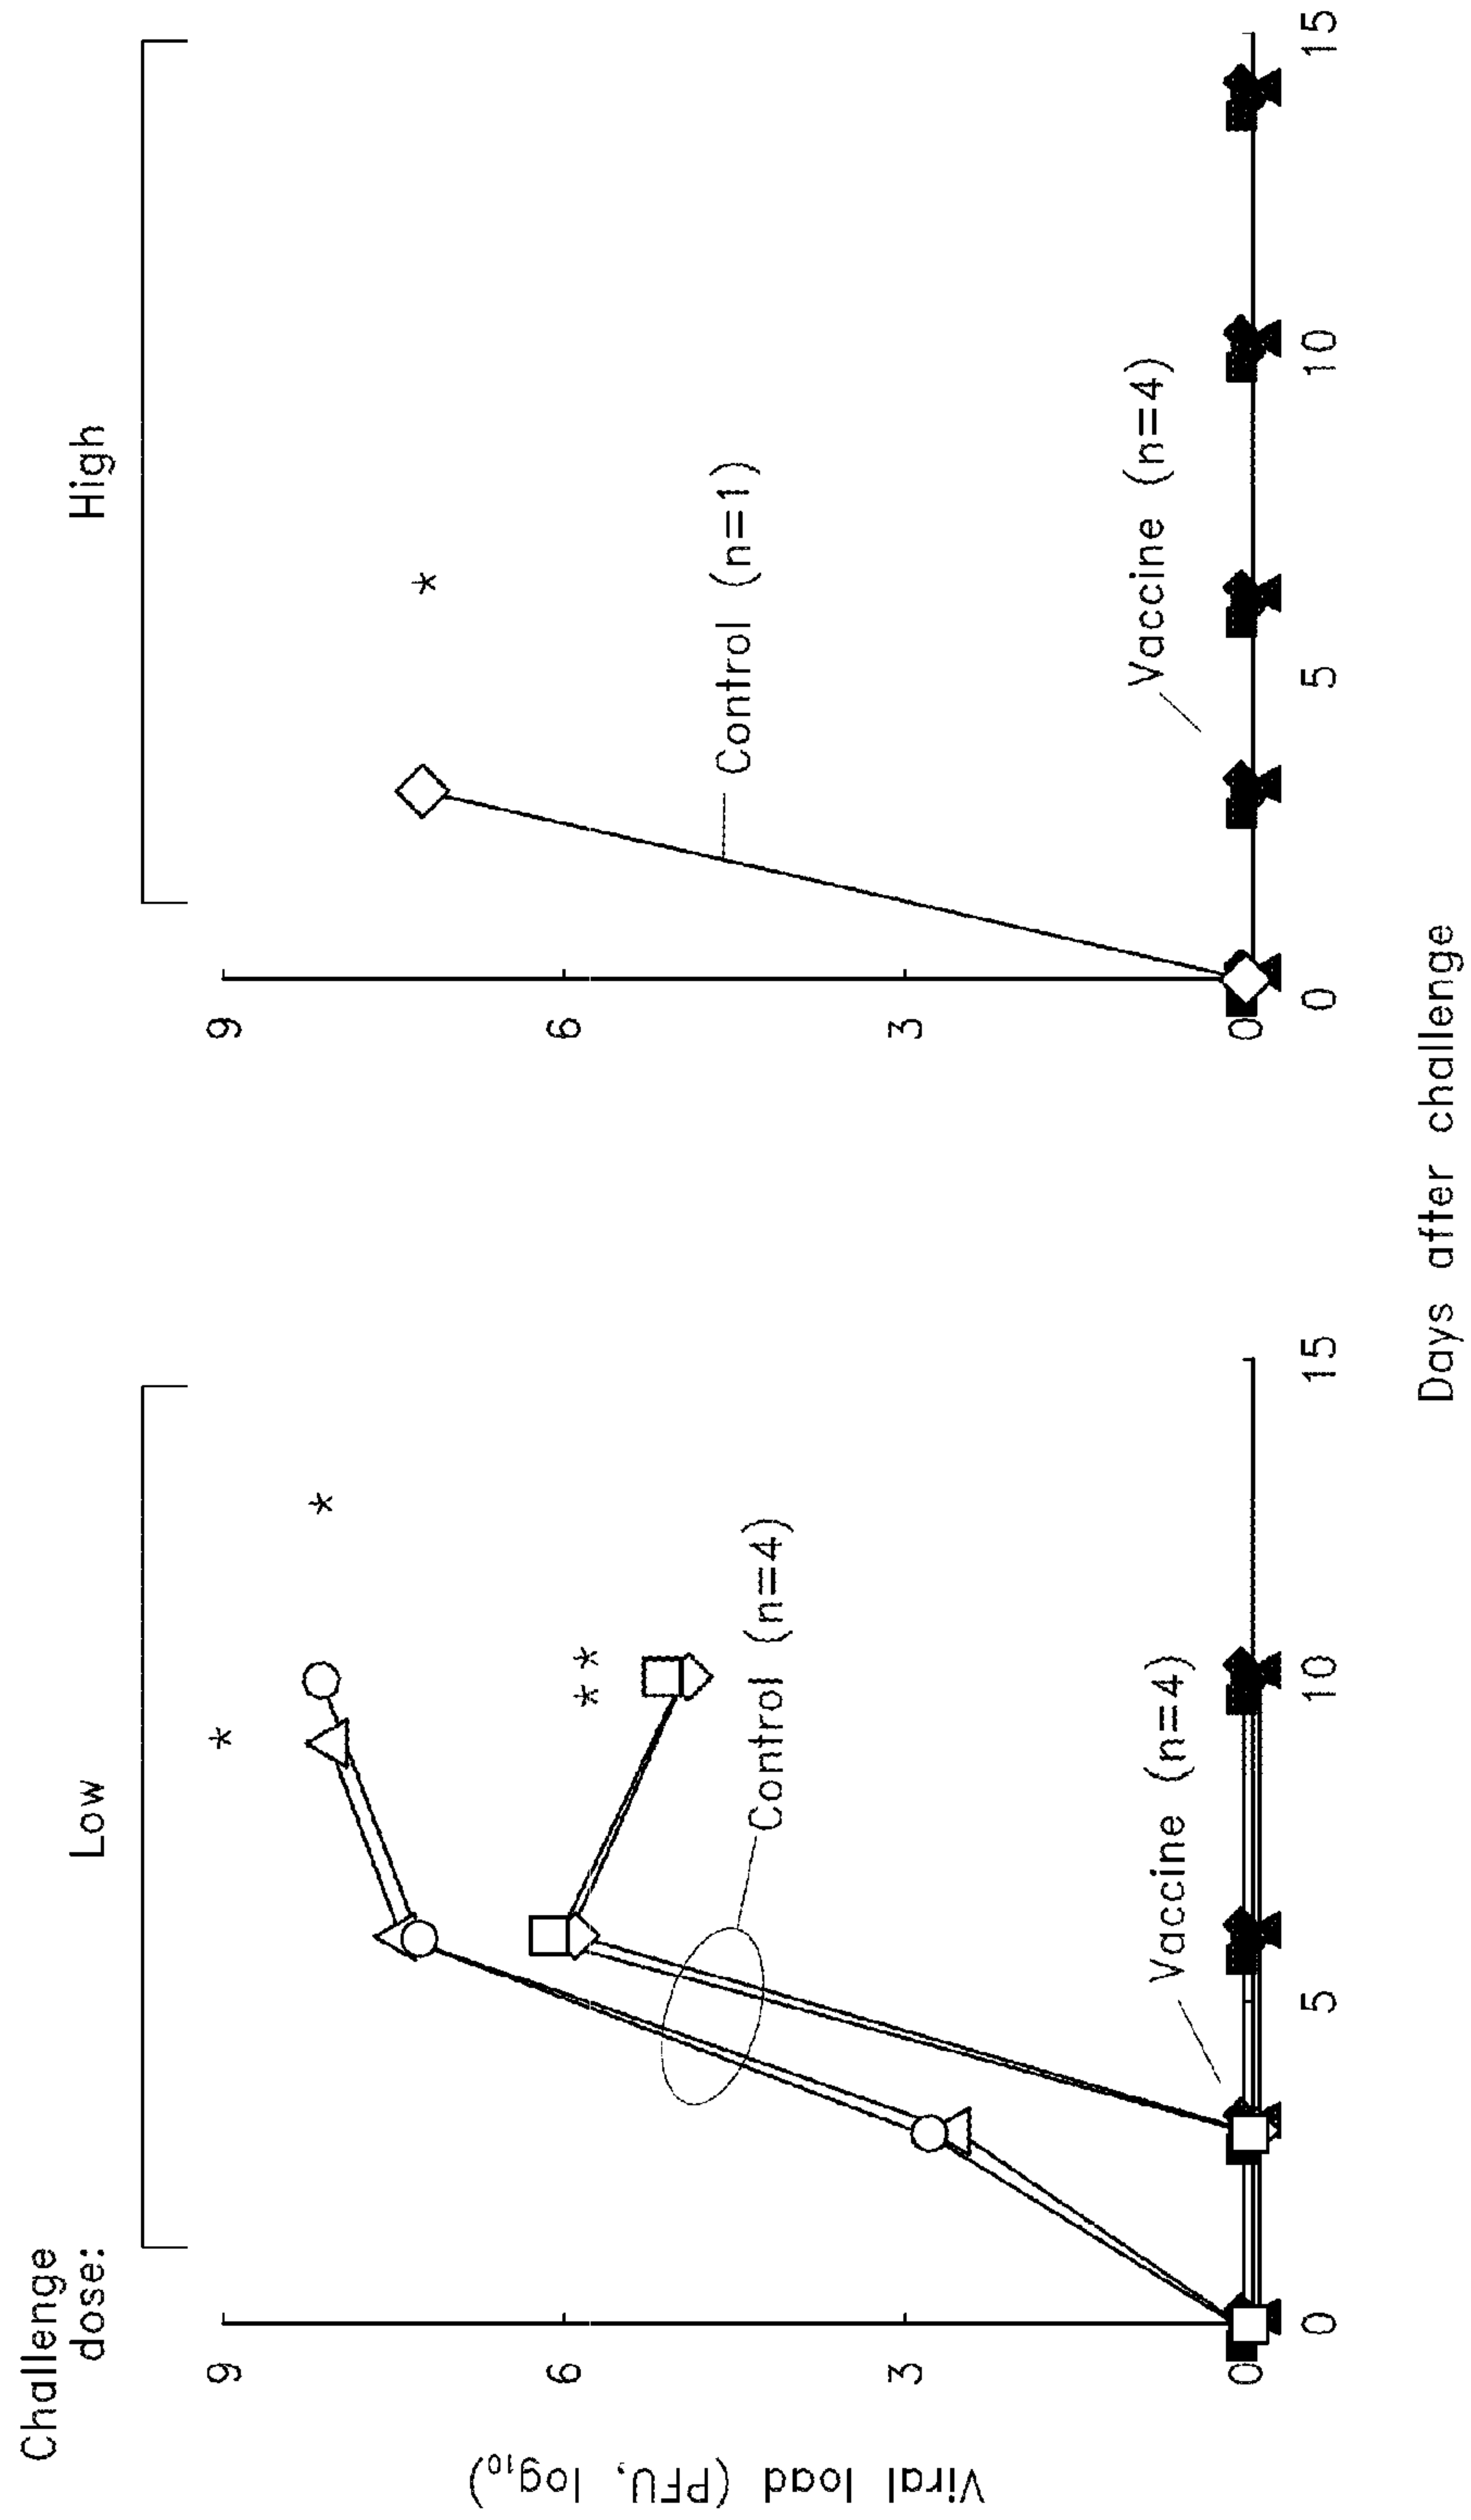 Challenge
dose:
Low
High
Viral load (PFU, log10)
9
6
3
0
*
*
* *
Control (n=4)
Vaccine (n=4)
0
5
10
15
9
6
3
0
*
Control (n=1)
Vaccine (n=4)
0
5
10
15
Days after challenge